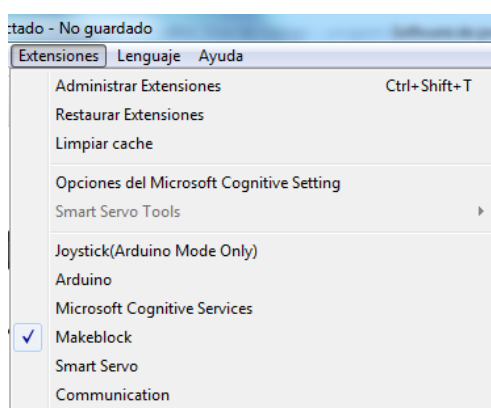 ctado - No guardado
Extensiones Lenguaje Ayuda
Administrar Extensiones Ctrl+Shift+T
Restaurar Extensiones
Limpiar cache
Opciones del Microsoft Cognitive Setting
Smart Servo Tools
Joystick(Arduino Mode Only)
Arduino
Microsoft Cognitive Services
Makeblock
Smart Servo
Communication